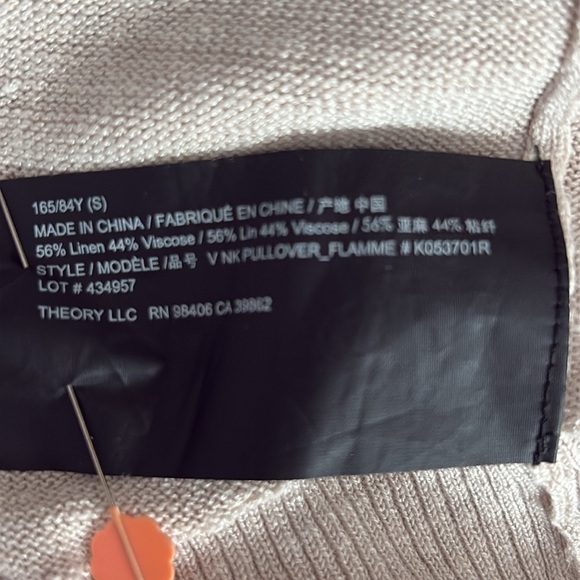 165/84Y (S)
MADE IN CHINA / FABRIQUÉ EN CHINE / 产地 中国
56% Linen 44% Viscose / 56% Lin 44% Viscose / 56% 亚麻 44% 粘纤
STYLE / MODÈLE /品号 V NK PULLOVER_FLAMME # K053701R
LOT # 434957
THEORY LLC RN 98406 CA 39862